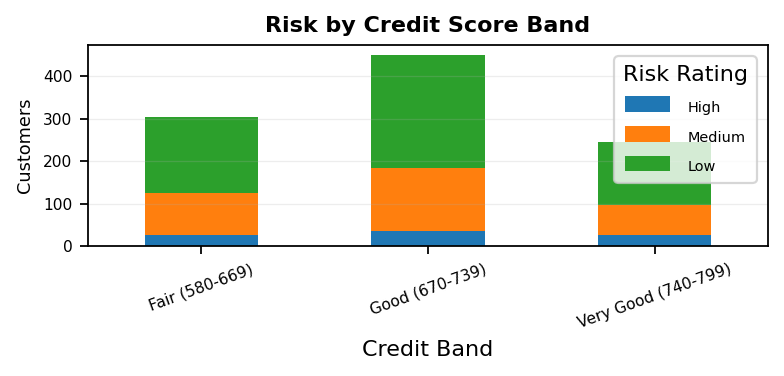 Risk by Credit Score Band
Customers
400
300
200
100
0
Risk Rating
High
Medium
Low
Fair (580-669)
Good (670-739)
Very Good (740-799)
Credit Band